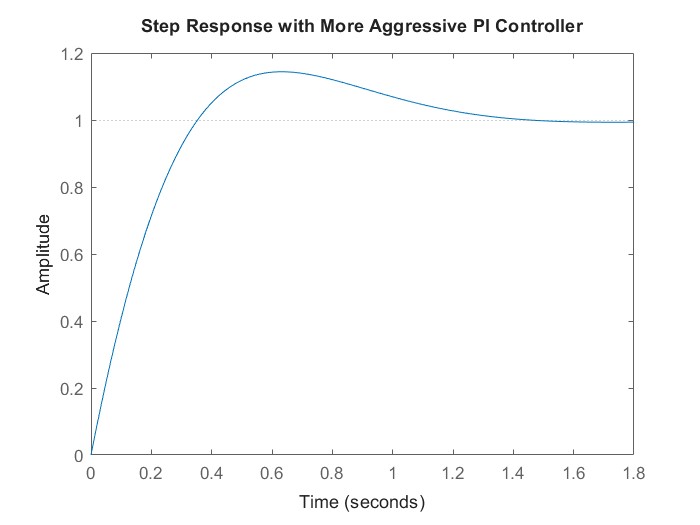 Step Response with More Aggressive PI Controller
1.2
1
0.8
0.6
0.4
0.2
0
Amplitude
0 0.2 0.4 0.6 0.8 1 1.2 1.4 1.6 1.8
Time (seconds)